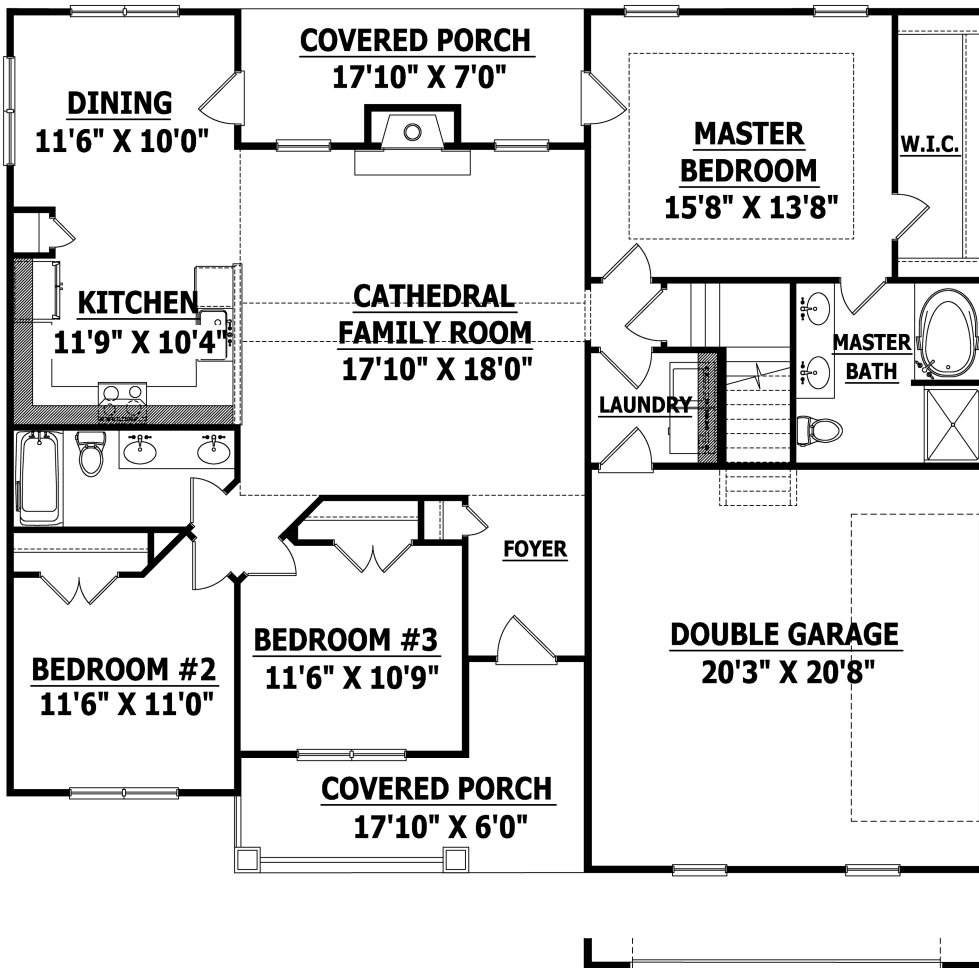 COVERED PORCH
17'10" X 7'0"
DINING
11'6" X 10'0"
MASTER
BEDROOM
15'8" X 13'8"
W.I.C.
KITCHEN
11'9" X 10'4"
CATHEDRAL
FAMILY ROOM
17'10" X 18'0"
MASTER
BATH
LAUNDRY
FOYER
BEDROOM #2
11'6" X 11'0"
BEDROOM #3
11'6" X 10'9"
DOUBLE GARAGE
20'3" X 20'8"
COVERED PORCH
17'10" X 6'0"